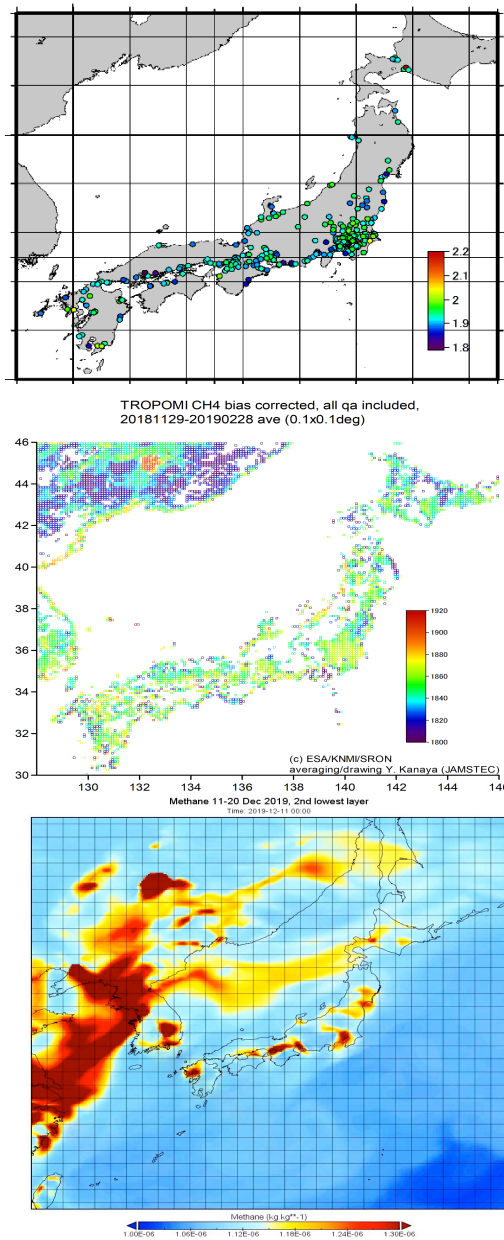 2.2
2.1
2
1.9
1.8
TROPOMI CH4 bias corrected, all qa included,
20181129-20190228 ave (0.1x0.1deg)
46
44
42
40
38
36
34
32
30
1920
1900
1880
1860
1840
1820
1800
(c) ESA/KNMI/SRON
averaging/drawing Y. Kanaya (JAMSTEC)
130 132 134 136 138 140 142 144 146
Methane 11-20 Dec 2019, 2nd lowest layer
Time: 2019-12-11 00:00
Methane (kg kg**-1)
1.00E-06 1.06E-06 1.12E-06 1.18E-06 1.24E-06 1.30E-06